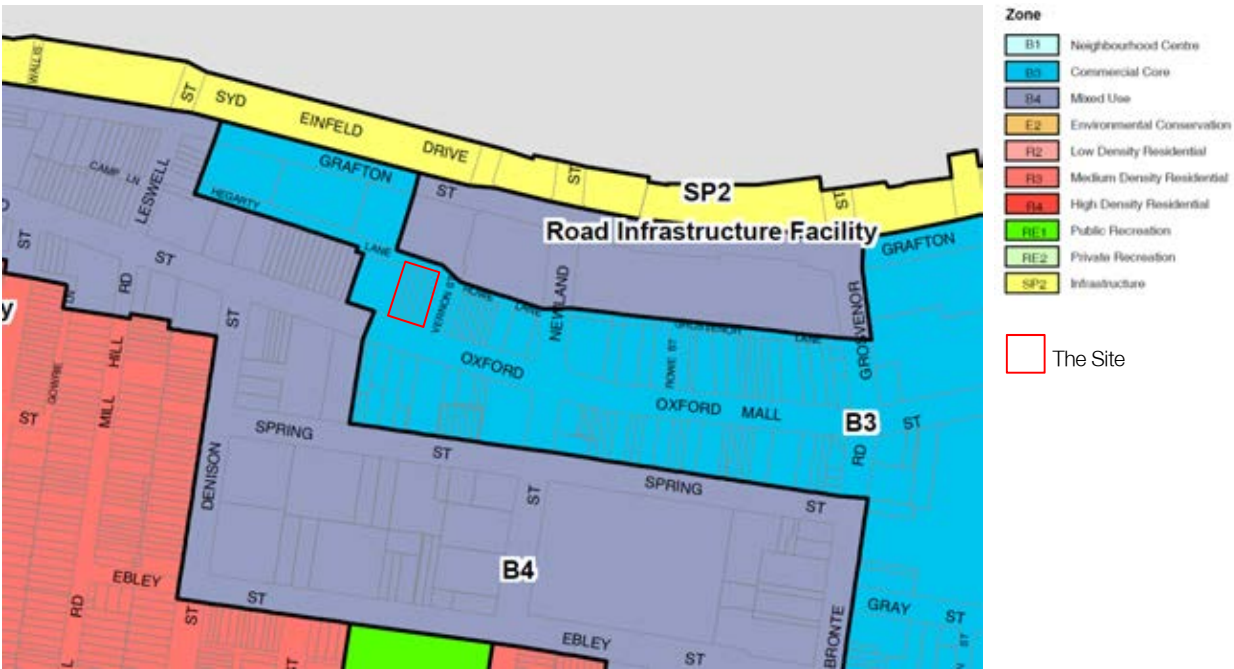 WALLIS
ST
SYD
EINFELD
DRIVE
ST
SP2
ST
Road Infrastructure Facility
GRAFTON
ST
GRAFTON
CAMP LN
LESWELL
HEGARTY
LANE
ST
ST
RD
ST
VERNON ST
ROWE
LANE
NEWLAND
GROSVENOR
LANE
GROSVENOR
ROWE ST
OXFORD
OXFORD MALL
B3
ST
RD
y
LN
GOWRIE
ST
MILL
HILL
RD
SPRING
ST
SPRING
ST
DENISON
ST
B4
EBLEY
ST
ST
EBLEY
ST
ST
GRAY
ST
ST
BRONTE
Zone
B1 Neighbourhood Centre
B3 Commercial Core
B4 Mixed Use
E2 Environmental Conservation
R2 Low Density Residential
R3 Medium Density Residential
R4 High Density Residential
RE1 Public Recreation
RE2 Private Recreation
SP2 Infrastructure
The Site